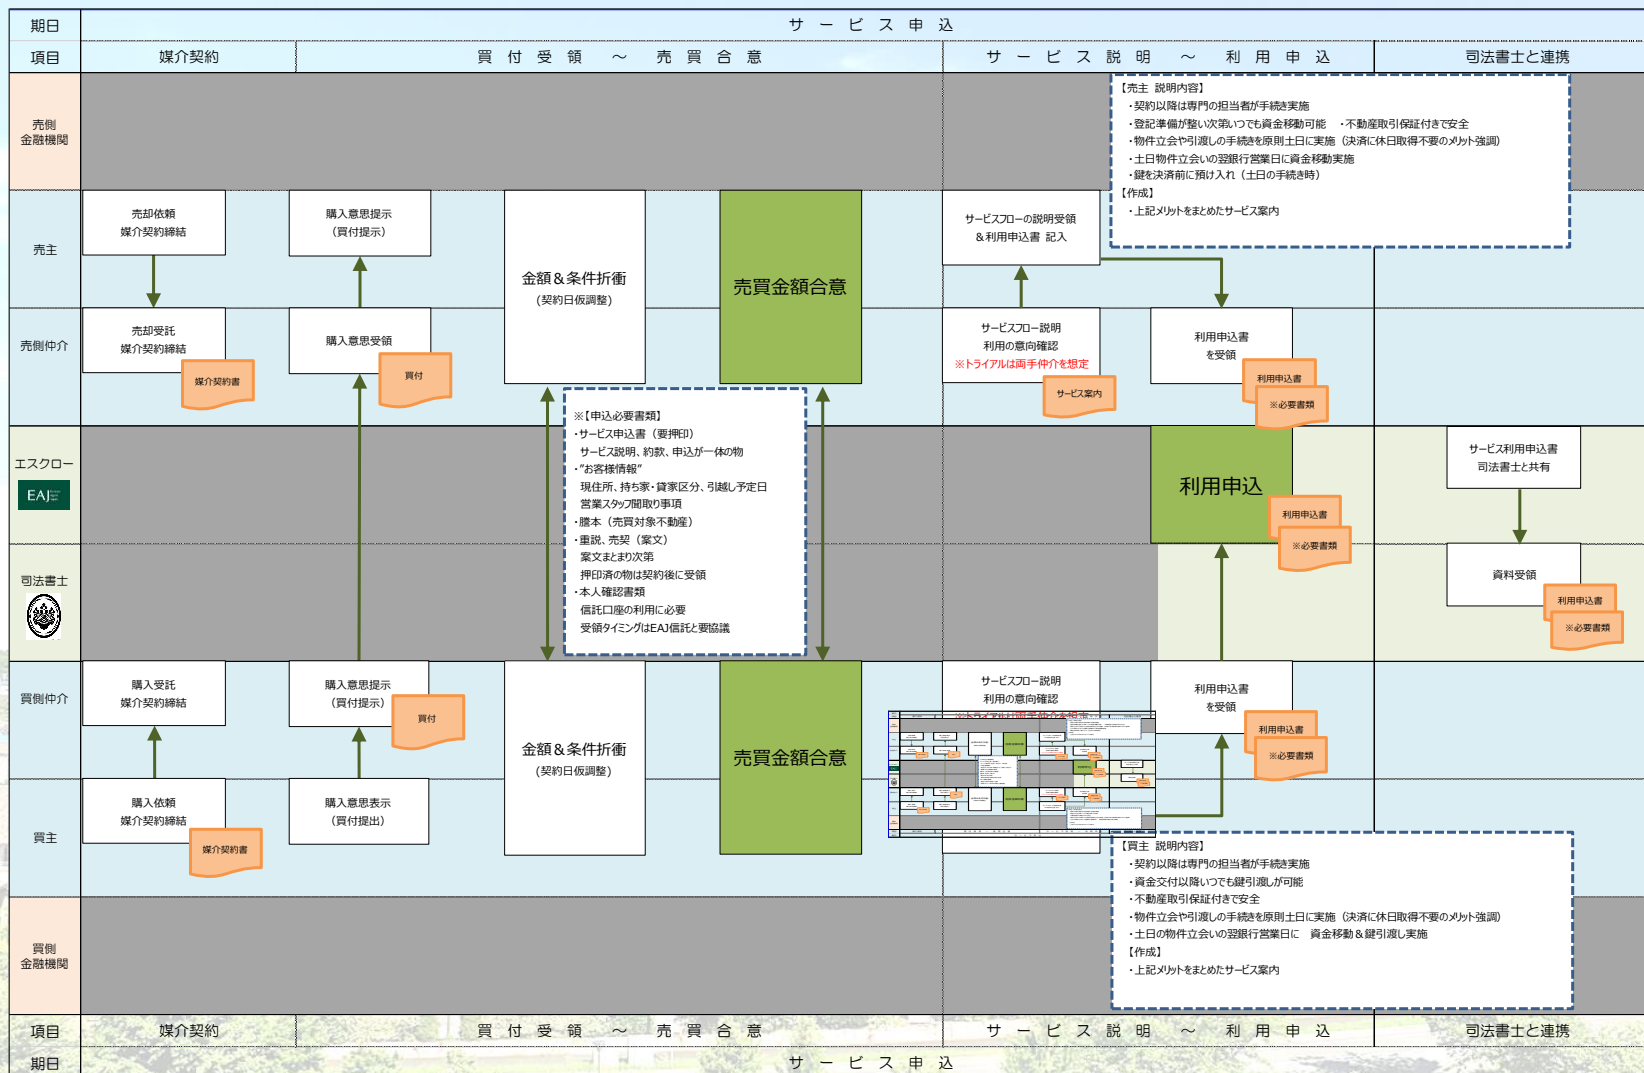 期日
サ ー ビ ス 申 込
項目
媒介契約
買 付 受 領 ～ 売 買 合 意
サ ー ビ ス 説 明 ～ 利 用 申 込
司法書士と連携
売側
金融機関
【売主 説明内容】
・契約以降は専門の担当者が手続き実施
・登記準備が整い次第いつでも資金移動可能 ・不動産取引保証付きで安全
・物件立会や引渡しの手続きを原則土日に実施（決済に休日取得不要のメリット強調）
・土日物件立会いの翌銀行営業日に資金移動実施
・鍵を決済前に預け入れ（土日の手続き時）
【作成】
・上記メリットをまとめたサービス案内
売主
売却依頼
媒介契約締結
購入意思提示
（買付提示）
金額＆条件折衝
(契約日仮調整)
売買金額合意
サービスフローの説明受領
＆利用申込書 記入
売側仲介
売却受託
媒介契約締結
媒介契約書
購入意思受領
買付
サービスフロー説明
利用の意向確認
※トライアルは両手仲介を想定
サービス案内
利用申込書
を受領
利用申込書
※必要書類
※【申込必要書類】
・サービス申込書（要押印）
サービス説明、約款、申込が一体の物
・”お客様情報”
現住所、持ち家・賃家区分、引越し予定日
営業スタッフ聞取り事項
・謄本（売買対象不動産）
・重説、売契（案文）
案文まとまり次第
押印済の物は契約後に受領
・本人確認書類
信託口座の利用に必要
受領タイミングはEAJ信託と要協議
エスクロー
EAJ
利用申込
利用申込書
※必要書類
サービス利用申込書
司法書士と共有
司法書士
資料受領
利用申込書
※必要書類
買側仲介
購入受託
媒介契約締結
購入意思提示
（買付提示）
買付
金額＆条件折衝
(契約日仮調整)
売買金額合意
サービスフロー説明
利用の意向確認
※トライアルは両手仲介を想定
利用申込書
を受領
利用申込書
※必要書類
買主
購入依頼
媒介契約締結
媒介契約書
購入意思表示
（買付提出）
【買主 説明内容】
・契約以降は専門の担当者が手続き実施
・資金交付以降いつでも鍵引渡しが可能
・不動産取引保証付きで安全
・物件立会や引渡しの手続きを原則土日に実施（決済に休日取得不要のメリット強調）
・土日の物件立会いの翌銀行営業日に 資金移動＆鍵引渡し実施
【作成】
・上記メリットをまとめたサービス案内
買側
金融機関
項目
媒介契約
買 付 受 領 ～ 売 買 合 意
サ ー ビ ス 説 明 ～ 利 用 申 込
司法書士と連携
期日
サ ー ビ ス 申 込